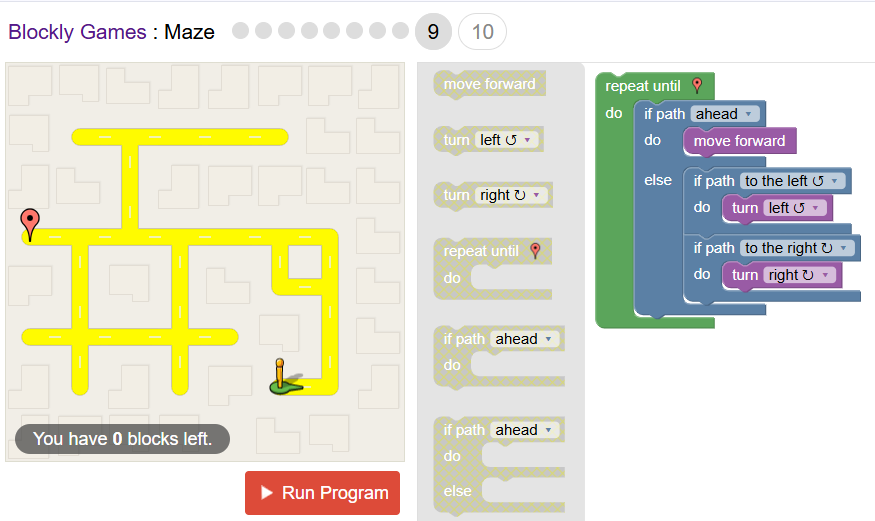 Blockly Games : Maze
9
10
You have 0 blocks left.
Run Program
move forward
turn left ↺ ▾
turn right ↻ ▾
repeat until
do
if path ahead ▾
do
if path ahead ▾
do
else
repeat until
do
if path ahead ▾
do
move forward
else
if path to the left ↺ ▾
do
turn left ↺ ▾
if path to the right ↻ ▾
do
turn right ↻ ▾